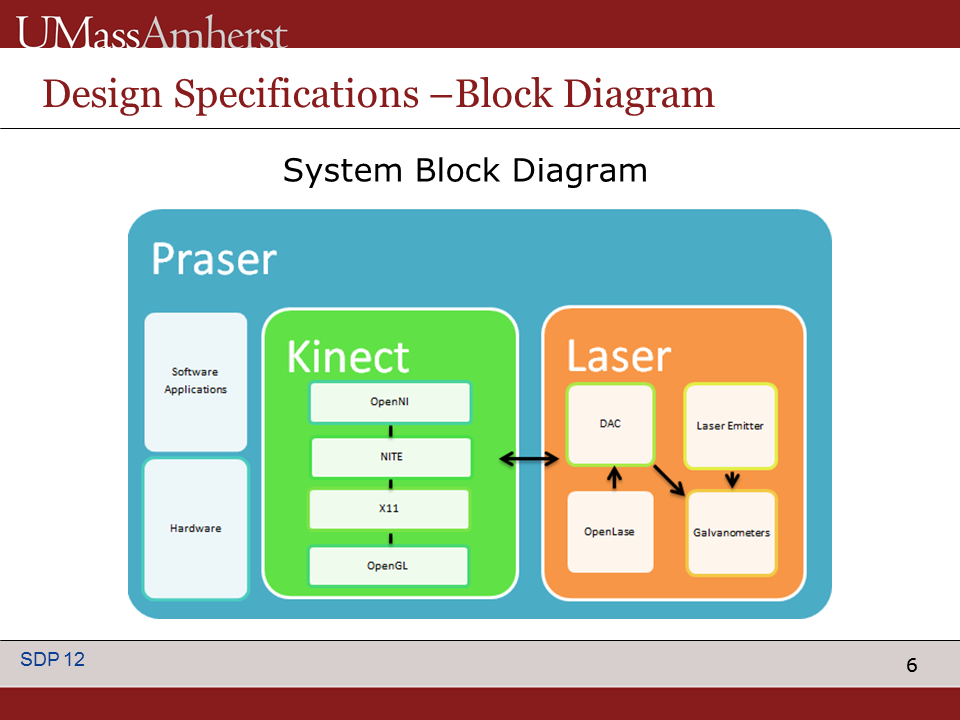 UMassAmherst
Design Specifications –Block Diagram
System Block Diagram
Praser
Software
Applications
Hardware
Kinect
OpenNI
NITE
X11
OpenGL
Laser
DAC
Laser Emitter
OpenLase
Galvanometers
SDP 12
6